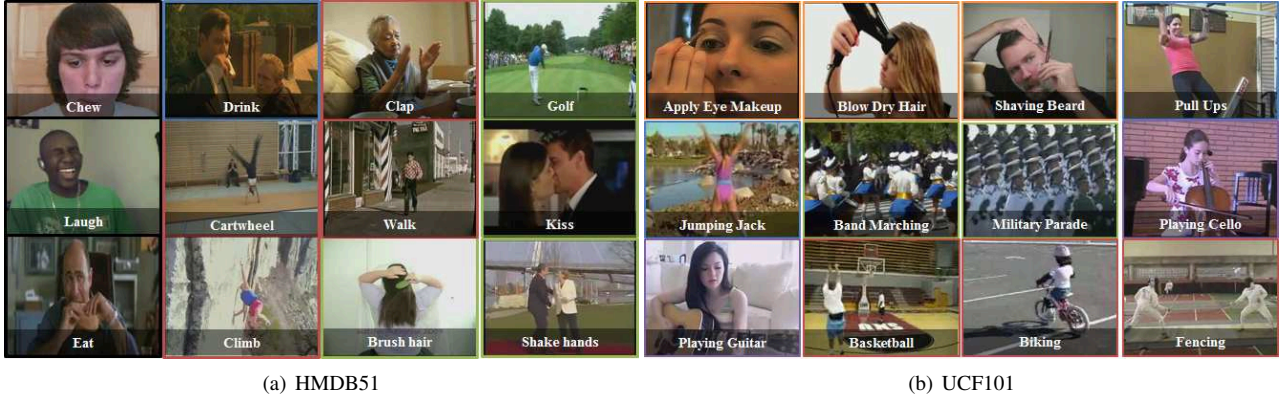 Chew Drink Clap Golf Apply Eye Makeup Blow Dry Hair Shaving Beard Pull Ups
Laugh Cartwheel Walk Kiss Jumping Jack Band Marching Military Parade Playing Cello
Eat Climb Brush hair Shake hands Playing Guitar Basketball Biking Fencing
(a) HMDB51 (b) UCF101